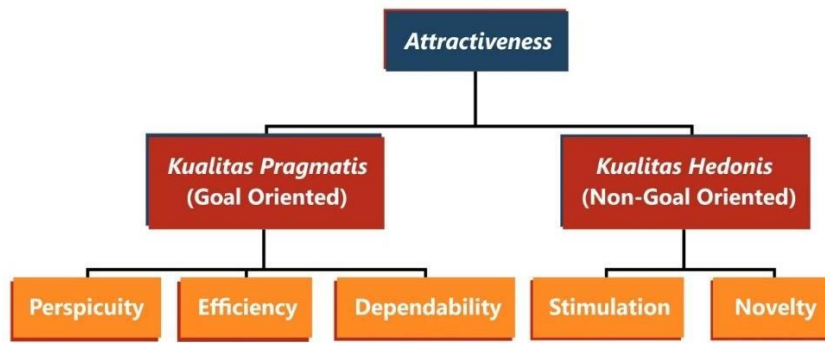 Attractiveness
Kualitas Pragmatis
(Goal Oriented)
Kualitas Hedonis
(Non-Goal Oriented)
Perspicuity
Efficiency
Dependability
Stimulation
Novelty